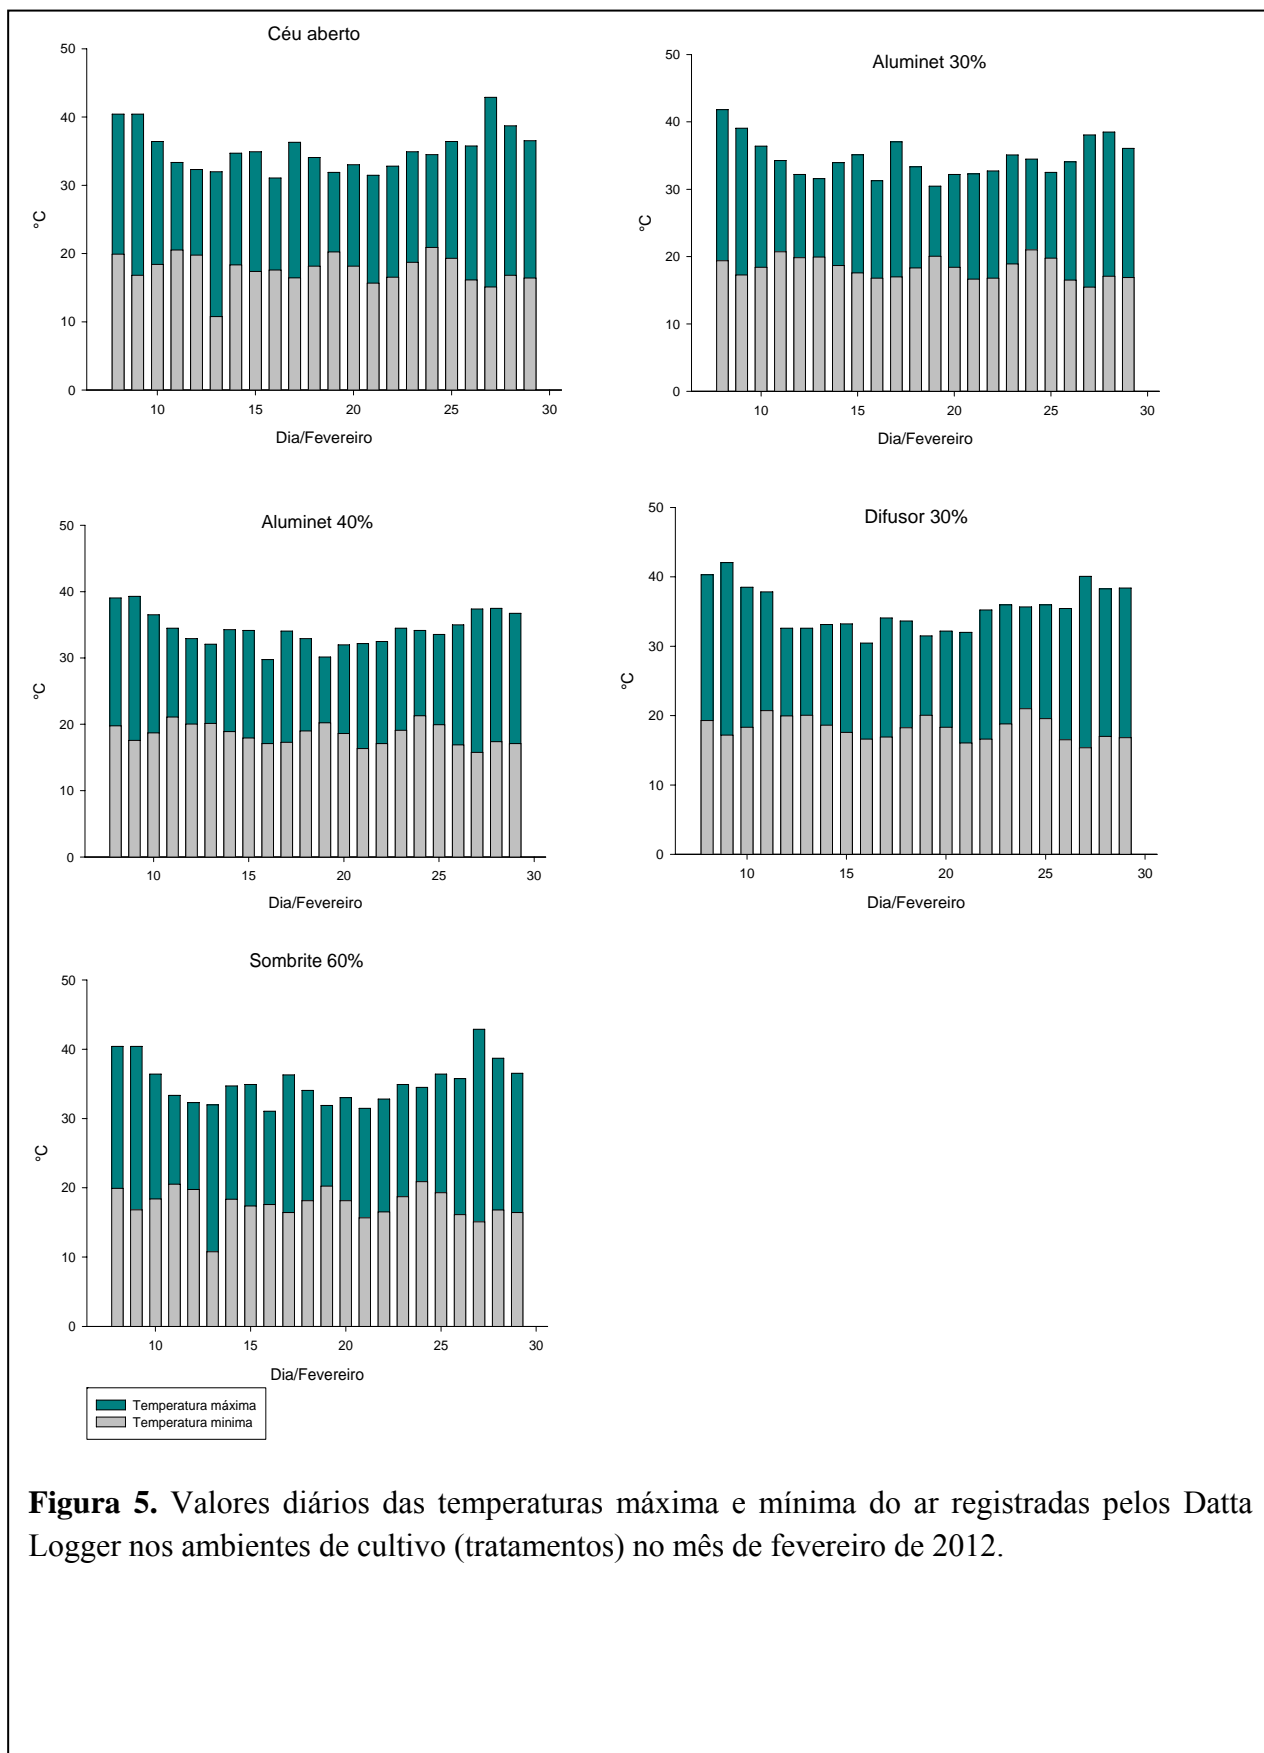 Céu aberto
50
40
30
20
10
0
°C
10 15 20 25 30
Dia/Fevereiro
Aluminet 30%
50
40
30
20
10
0
°C
10 15 20 25 30
Dia/Fevereiro
Aluminet 40%
50
40
30
20
10
0
°C
10 15 20 25 30
Dia/Fevereiro
Difusor 30%
50
40
30
20
10
0
°C
10 15 20 25 30
Dia/Fevereiro
Sombrite 60%
50
40
30
20
10
0
°C
10 15 20 25 30
Dia/Fevereiro
Temperatura máxima
Temperatura minima
Figura 5. Valores diários das temperaturas máxima e mínima do ar registradas pelos Datta
Logger nos ambientes de cultivo (tratamentos) no mês de fevereiro de 2012.